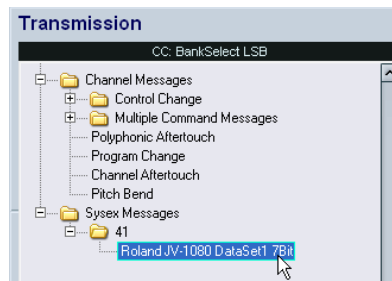 Transmission
CC: BankSelect LSB
Channel Messages
Control Change
Multiple Command Messages
Polyphonic Aftertouch
Program Change
Channel Aftertouch
Pitch Bend
Sysex Messages
41
Roland JV-1080 DataSet1 7Bit